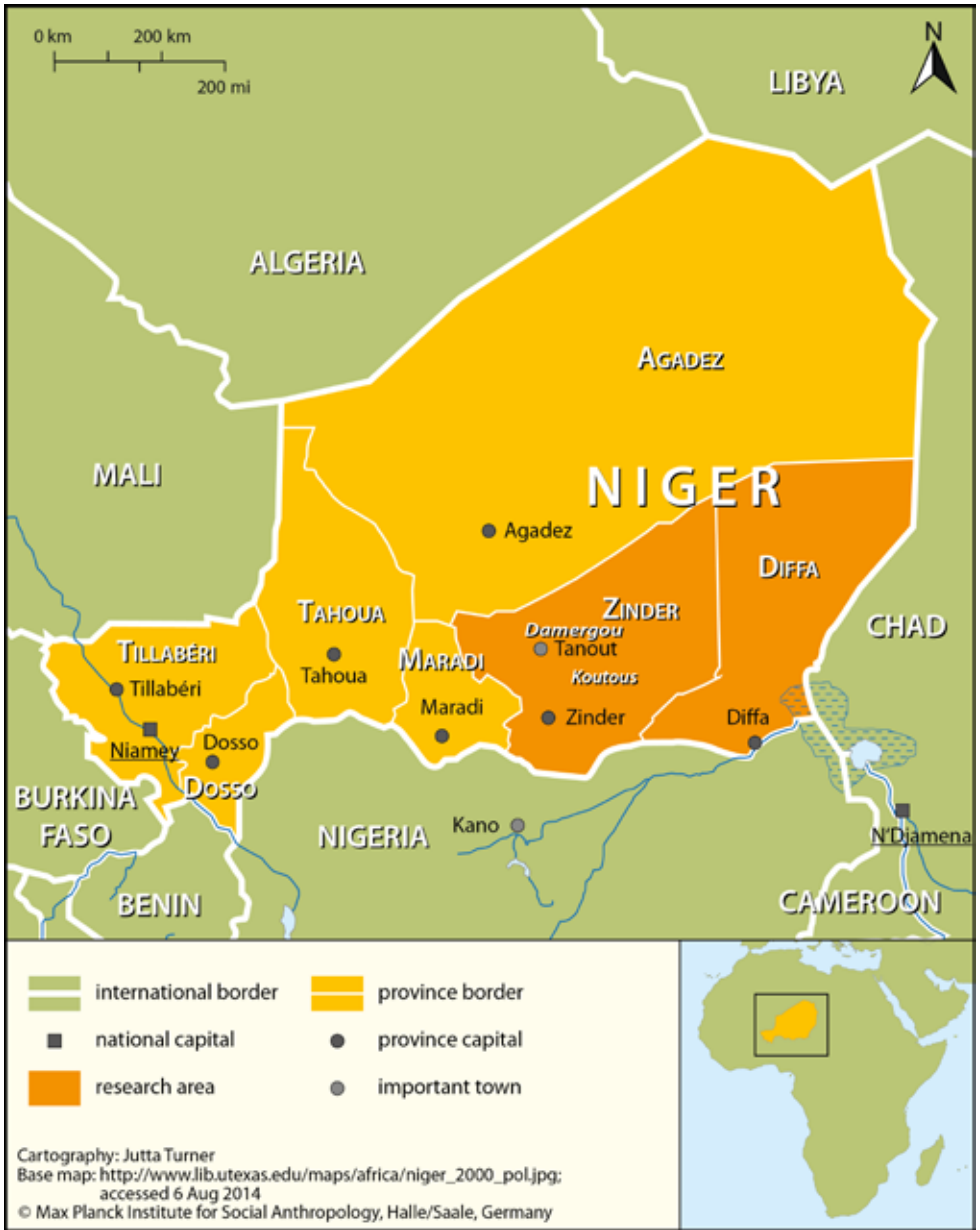 0 km 200 km
200 mi
N
LIBYA
ALGERIA
AGADEZ
MALI
NIGER
Agadez
DIFFA
TAHOUA
ZINDER
Damergou
CHAD
TILLABÉRI
MARADI
Tanout
Tahoua
Koutous
Tillabéri
Maradi
Zinder
Diffa
Niamey
Dosso
DOSSO
BURKINA
FASO
NIGERIA
Kano
N'Djamena
BENIN
CAMEROON
international border
province border
national capital
province capital
research area
important town
Cartography: Jutta Turner
Base map: http://www.lib.utexas.edu/maps/africa/niger_2000_pol.jpg;
accessed 6 Aug 2014
© Max Planck Institute for Social Anthropology, Halle/Saale, Germany